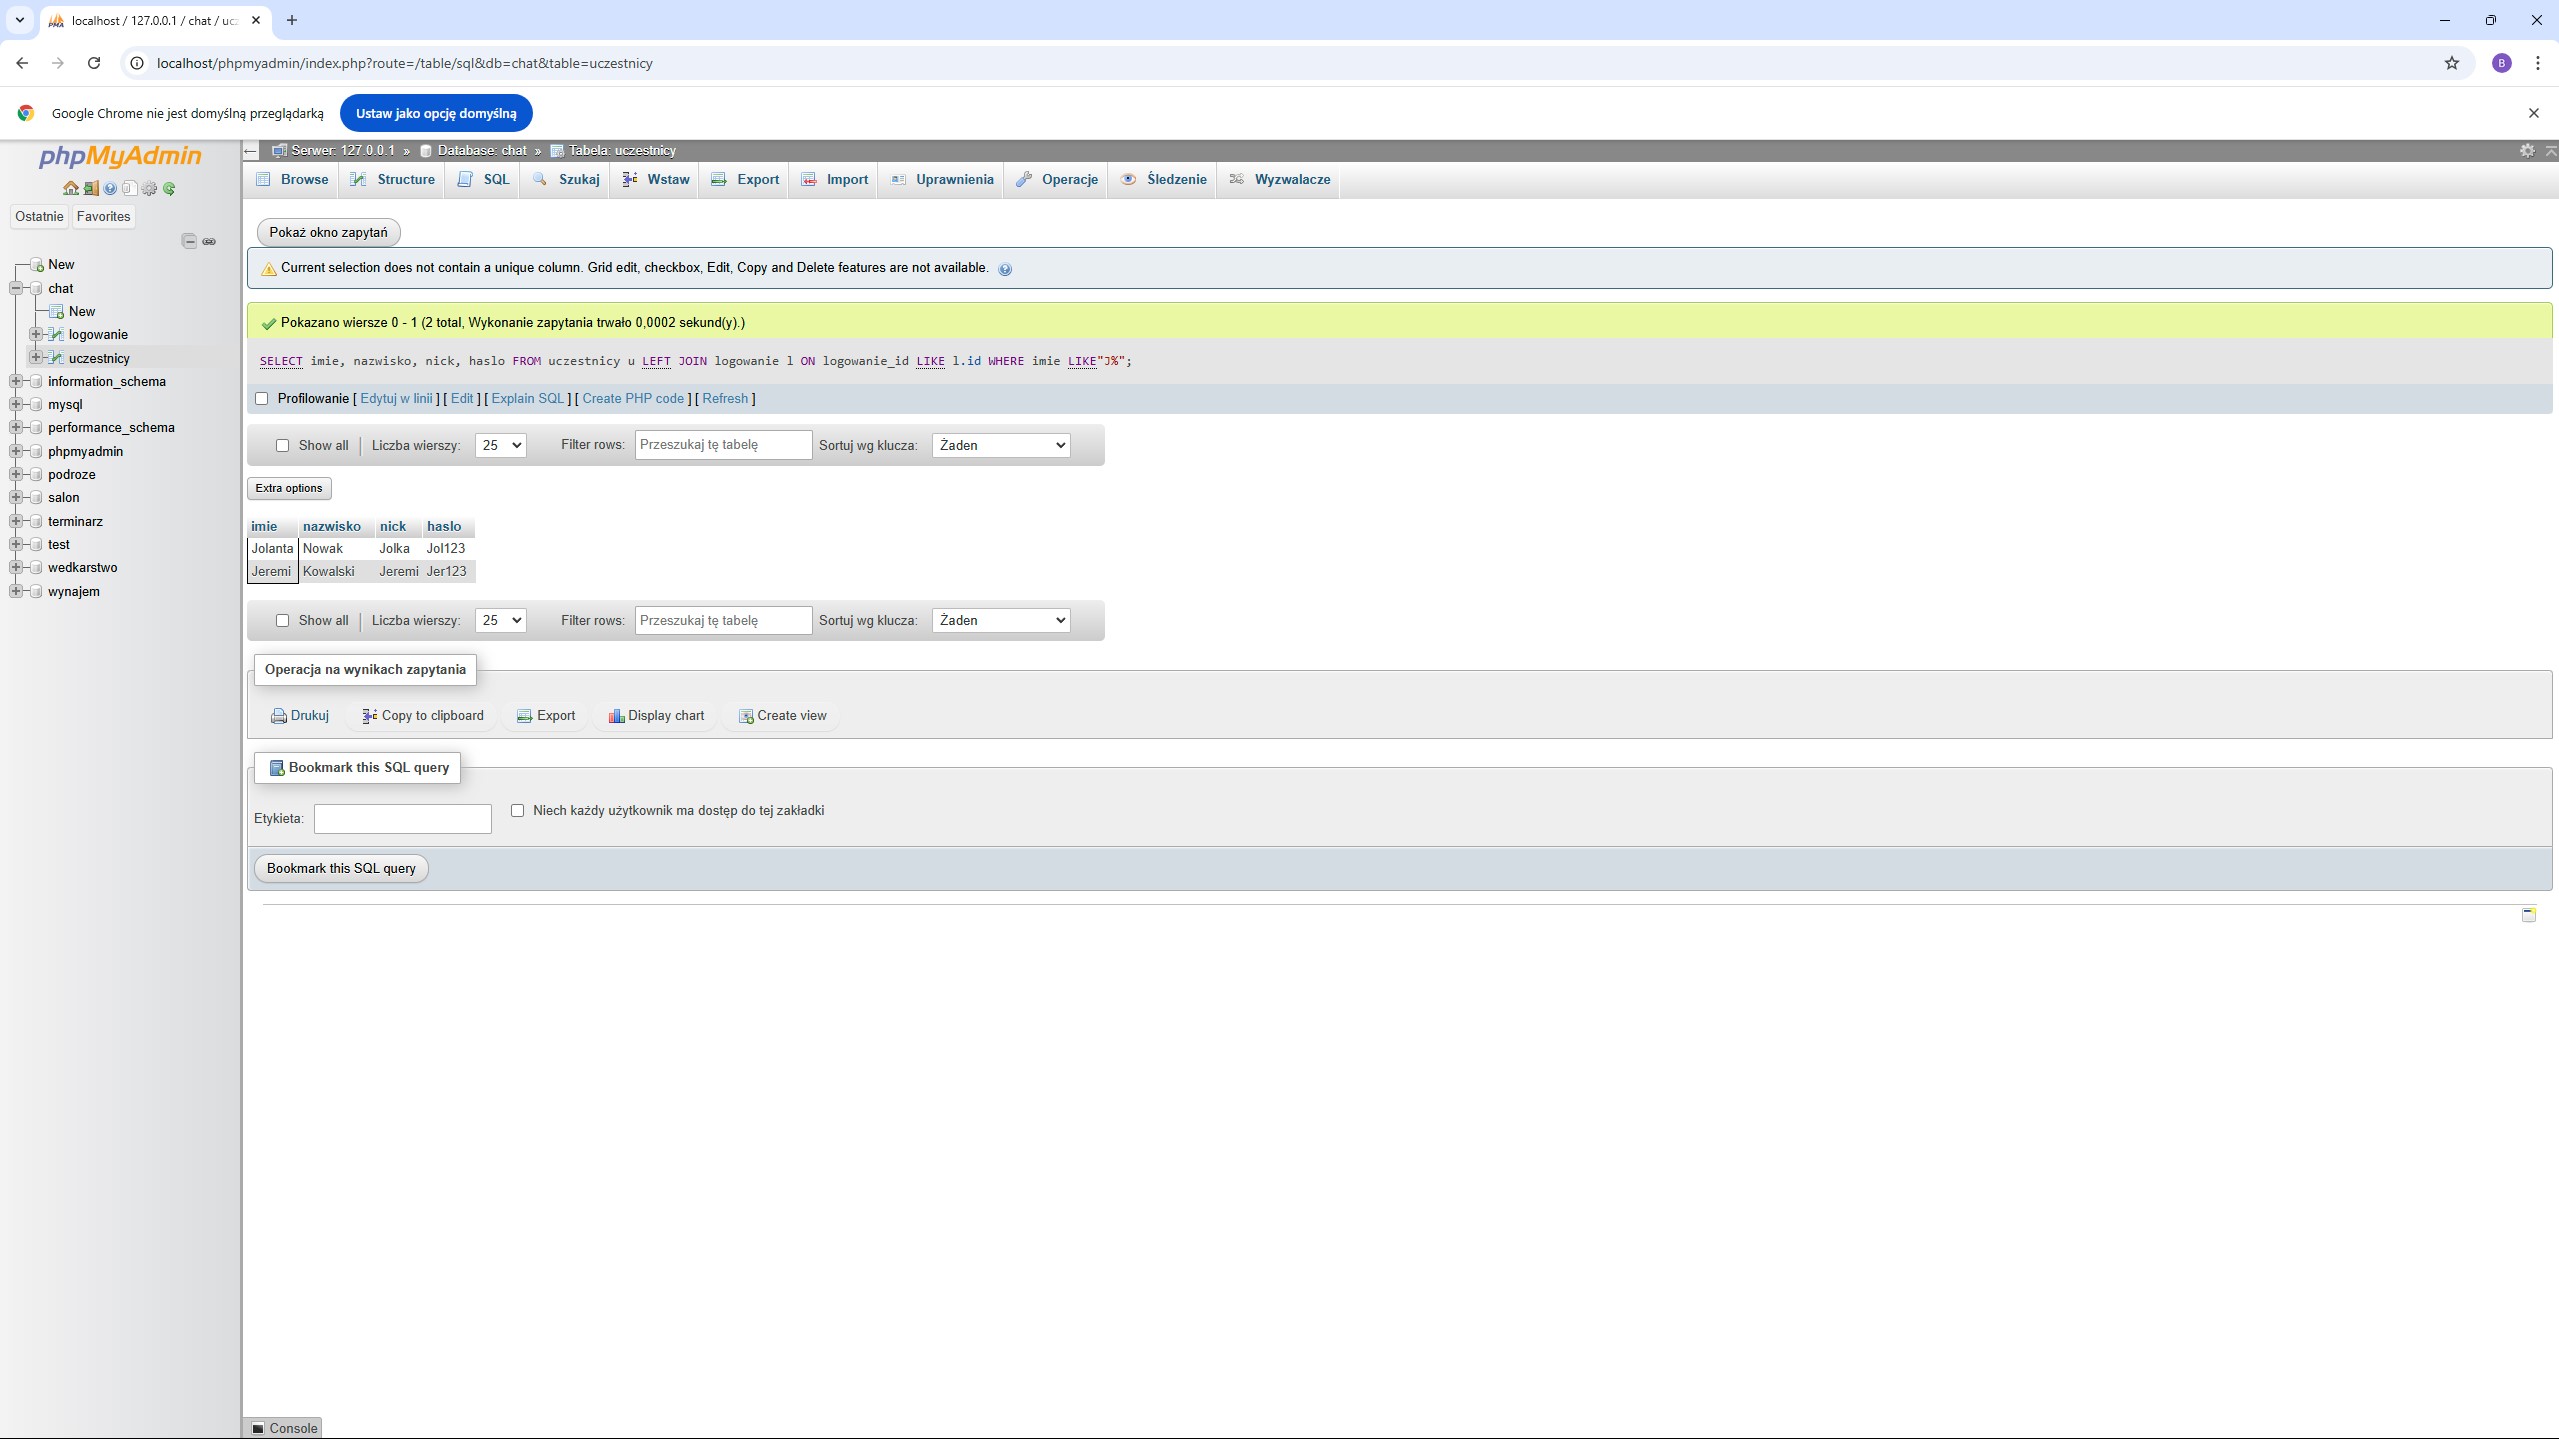 localhost / 127.0.0.1 / chat / uc
localhost/phpmyadmin/index.php?route=/table/sql&db=chat&table=uczestnicy
B
Google Chrome nie jest domyślną przeglądarką
Ustaw jako opcję domyślną
phpMyAdmin
Ostatnie Favorites
New
chat
New
logowanie
uczestnicy
information_schema
mysql
performance_schema
phpmyadmin
podroze
salon
terminarz
test
wedkarstwo
wynajem
Serwer: 127.0.0.1 » Database: chat » Tabela: uczestnicy
Browse Structure SQL Szukaj Wstaw Export Import Uprawnienia Operacje Śledzenie Wyzwalacze
Pokaż okno zapytań
Current selection does not contain a unique column. Grid edit, checkbox, Edit, Copy and Delete features are not available.
Pokazano wiersze 0 - 1 (2 total, Wykonanie zapytania trwało 0,0002 sekund(y).)
SELECT imie, nazwisko, nick, haslo FROM uczestnicy u LEFT JOIN logowanie l ON logowanie_id LIKE l.id WHERE imie LIKE"J%";
Profilowanie [ Edytuj w linii ] [ Edit ] [ Explain SQL ] [ Create PHP code ] [ Refresh ]
Show all Liczba wierszy: 25 Filter rows: Przeszukaj tę tabelę Sortuj wg klucza: Żaden
Extra options
imie nazwisko nick haslo
Jolanta Nowak Jolka Jol123
Jeremi Kowalski Jeremi Jer123
Show all Liczba wierszy: 25 Filter rows: Przeszukaj tę tabelę Sortuj wg klucza: Żaden
Operacja na wynikach zapytania
Drukuj Copy to clipboard Export Display chart Create view
Bookmark this SQL query
Etykieta: Niech każdy użytkownik ma dostęp do tej zakładki
Bookmark this SQL query
Console